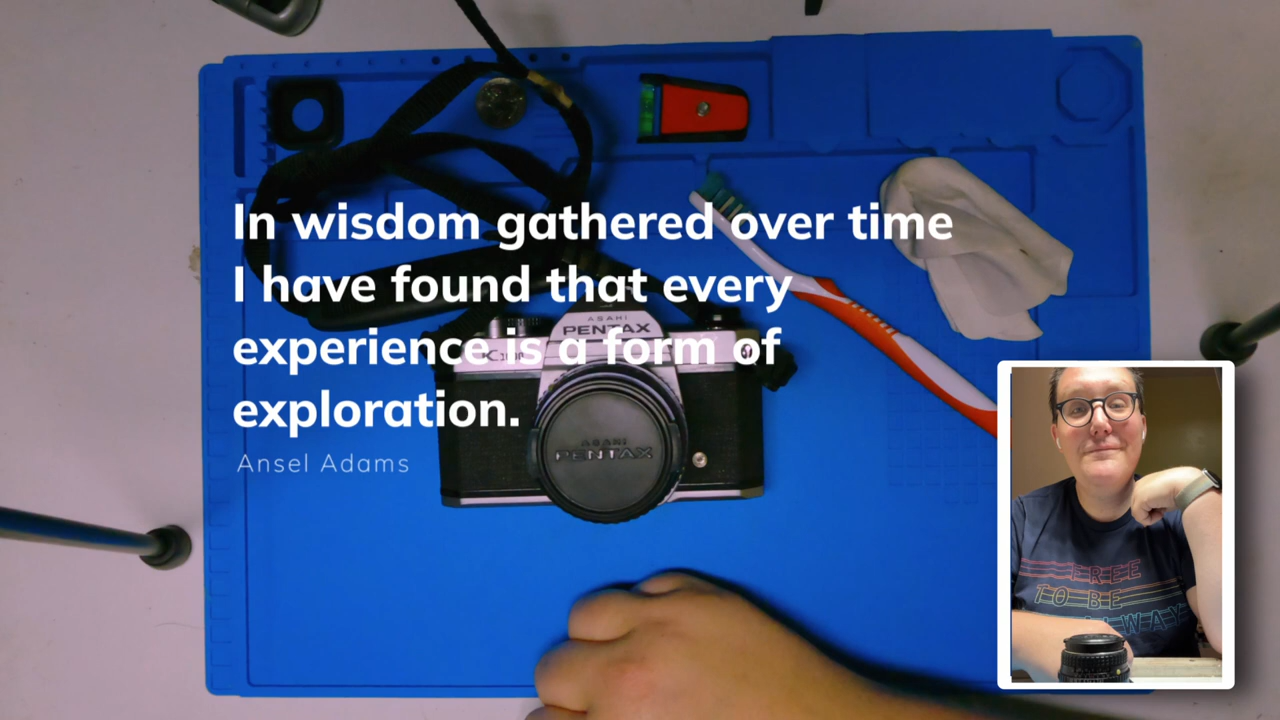 In wisdom gathered over time
I have found that every
experience is a form of
exploration.
Ansel Adams
ASAHI
PENTAX
ASAHI
PENTAX
FREE
TO BE